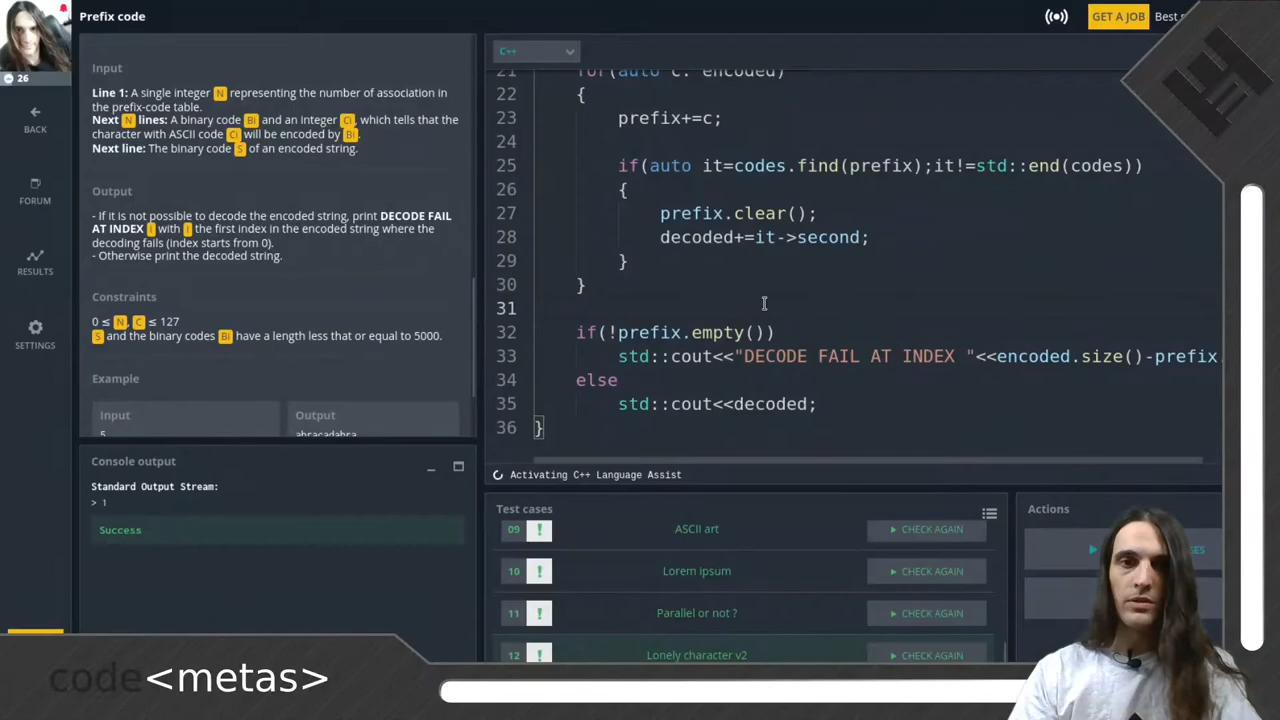 Prefix code
GET A JOB
Best
26
BACK
FORUM
RESULTS
SETTINGS
Input
Line 1: A single integer N representing the number of association in
the prefix-code table.
Next N lines: A binary code Bi and an integer Ci, which tells that the
character with ASCII code Ci will be encoded by Bi.
Next line: The binary code S of an encoded string.
Output
- If it is not possible to decode the encoded string, print DECODE FAIL
AT INDEX i with i the first index in the encoded string where the
decoding fails (index starts from 0).
- Otherwise print the decoded string.
Constraints
0 ≤ N, C ≤ 127
S and the binary codes Bi have a length less that or equal to 5000.
Example
Input
Output
5
abracadabra
Console output
Standard Output Stream:
> 1
Success
C++
21 for(auto c: encoded)
22 {
23 prefix+=c;
24
25 if(auto it=codes.find(prefix);it!=std::end(codes))
26 {
27 prefix.clear();
28 decoded+=it->second;
29 }
30 }
31
32 if(!prefix.empty())
33 std::cout<<"DECODE FAIL AT INDEX "<<encoded.size()-prefix.
34 else
35 std::cout<<decoded;
36 }
Activating C++ Language Assist
Test cases
09 ! ASCII art CHECK AGAIN
10 ! Lorem ipsum CHECK AGAIN
11 ! Parallel or not ? CHECK AGAIN
12 ! Lonely character v2 CHECK AGAIN
Actions
code<metas>